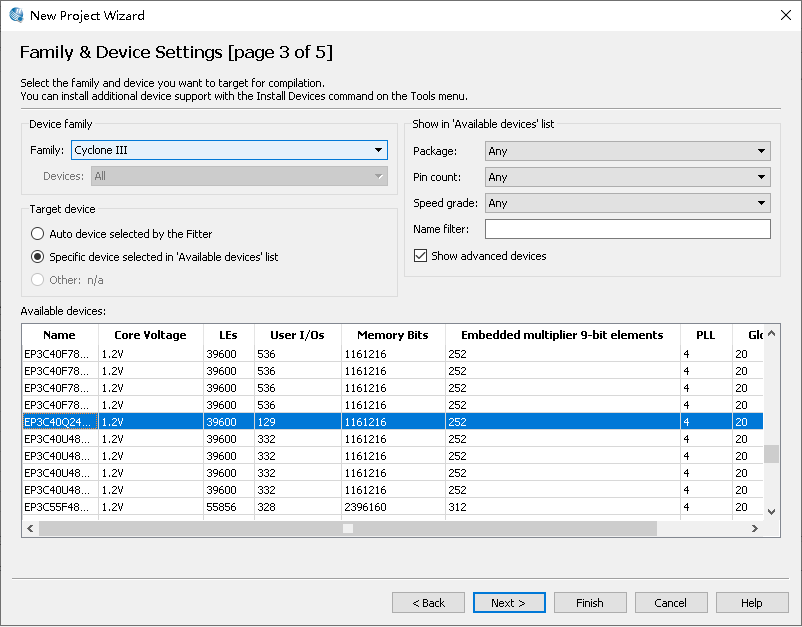 New Project Wizard
Family & Device Settings [page 3 of 5]
Select the family and device you want to target for compilation.
You can install additional device support with the Install Devices command on the Tools menu.
Device family
Family: Cyclone III
Devices: All
Target device
Auto device selected by the Fitter
Specific device selected in 'Available devices' list
Other: n/a
Show in 'Available devices' list
Package: Any
Pin count: Any
Speed grade: Any
Name filter:
Show advanced devices
Available devices:
Name Core Voltage LEs User I/Os Memory Bits Embedded multiplier 9-bit elements PLL Glo
EP3C40F78... 1.2V 39600 536 1161216 252 4 20
EP3C40F78... 1.2V 39600 536 1161216 252 4 20
EP3C40F78... 1.2V 39600 536 1161216 252 4 20
EP3C40F78... 1.2V 39600 536 1161216 252 4 20
EP3C40Q24... 1.2V 39600 129 1161216 252 4 20
EP3C40U48... 1.2V 39600 332 1161216 252 4 20
EP3C40U48... 1.2V 39600 332 1161216 252 4 20
EP3C40U48... 1.2V 39600 332 1161216 252 4 20
EP3C40U48... 1.2V 39600 332 1161216 252 4 20
EP3C55F48... 1.2V 55856 328 2396160 312 4 20
< Back Next > Finish Cancel Help